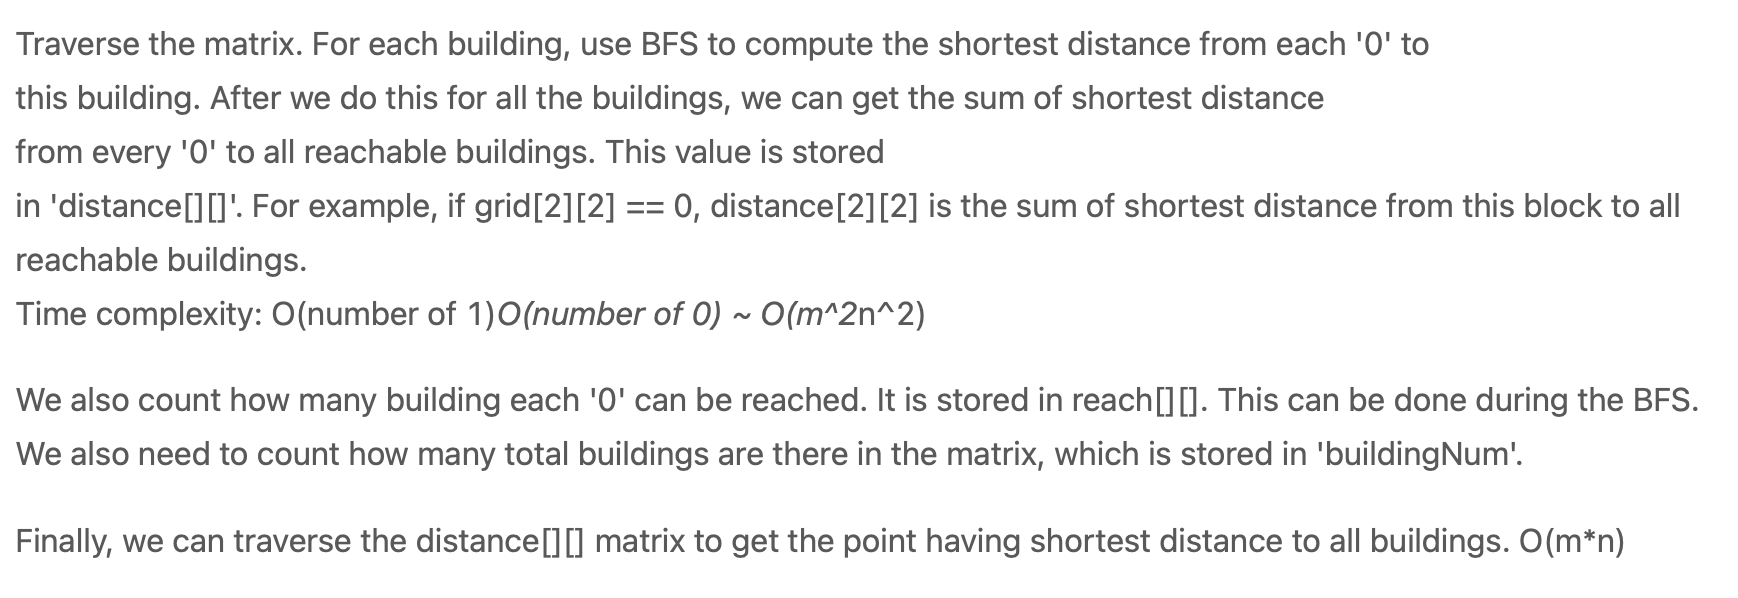 Traverse the matrix. For each building, use BFS to compute the shortest distance from each '0' to
this building. After we do this for all the buildings, we can get the sum of shortest distance
from every '0' to all reachable buildings. This value is stored
in 'distance[][]'. For example, if grid[2][2] == 0, distance[2][2] is the sum of shortest distance from this block to all
reachable buildings.
Time complexity: O(number of 1)O(number of 0) ~ O(m^2n^2)
We also count how many building each '0' can be reached. It is stored in reach[][]. This can be done during the BFS.
We also need to count how many total buildings are there in the matrix, which is stored in 'buildingNum'.
Finally, we can traverse the distance[][] matrix to get the point having shortest distance to all buildings. O(m*n)